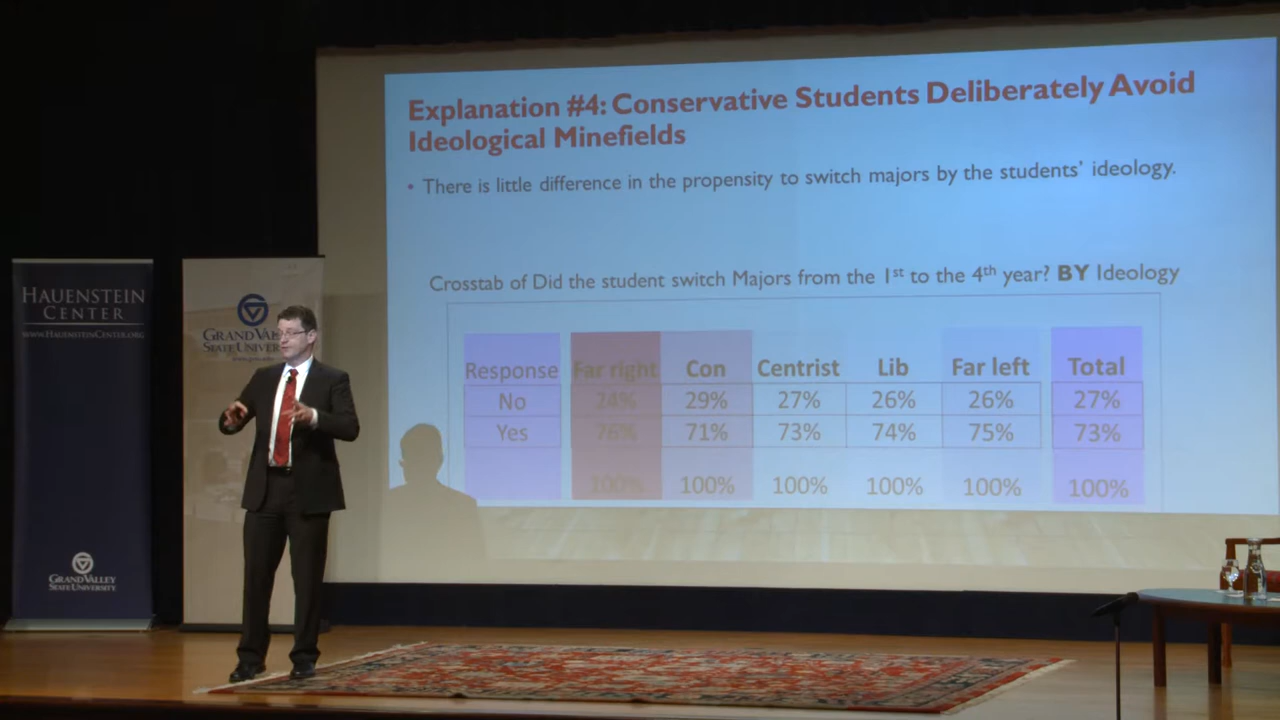 Explanation #4: Conservative Students Deliberately Avoid
Ideological Minefields
• There is little difference in the propensity to switch majors by the students' ideology.
Crosstab of Did the student switch Majors from the 1st to the 4th year? BY Ideology
Response Far right Con Centrist Lib Far left Total
No 24% 29% 27% 26% 26% 27%
Yes 76% 71% 73% 74% 75% 73%
100% 100% 100% 100% 100% 100%
HAUENSTEIN
CENTER
WWW.HAUENSTEINCENTER.ORG
GRAND VALLEY
STATE UNIVERSITY
GRAND VALLE
STATE UNIVERSI